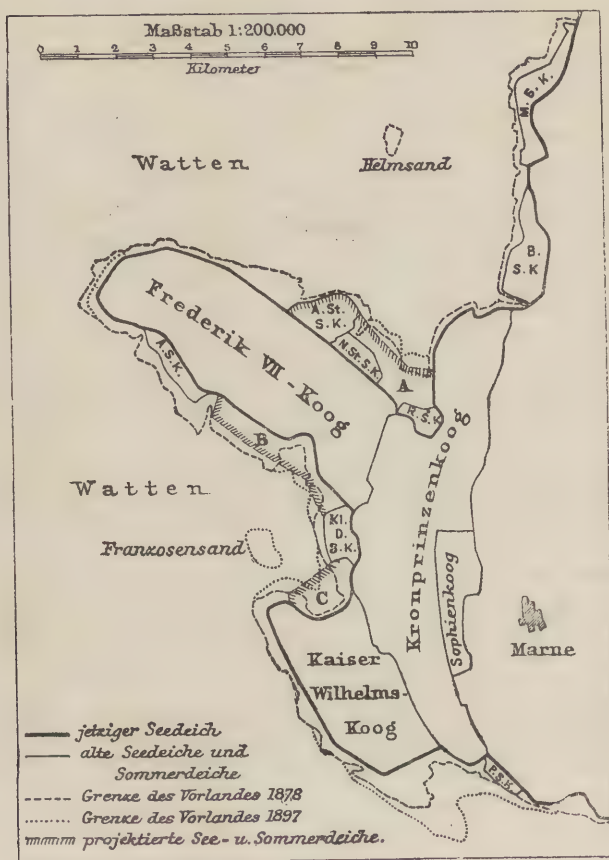 Maßstab 1:200.000
0 1 2 3 4 5 6 7 8 9 10
Kilometer
M.S.K.
Watten
Helmsand
B.
S.K
Frederik VII-Koog
A.St.
S.K.
N.St.S.K
A.S.K.
A
R.S.K
B
Watten
Kronprinzenkoog
Franzosensand
Kl.
D.
S.K.
Sophienkoog
C
Marne
Kaiser
Wilhelms-
Koog
jetziger Seedeich
alte Seedeiche und
Sommerdeiche
P.S.K.
Grenze des Vorlandes 1878
Grenze des Vorlandes 1897
projektierte See- u. Sommerdeiche.